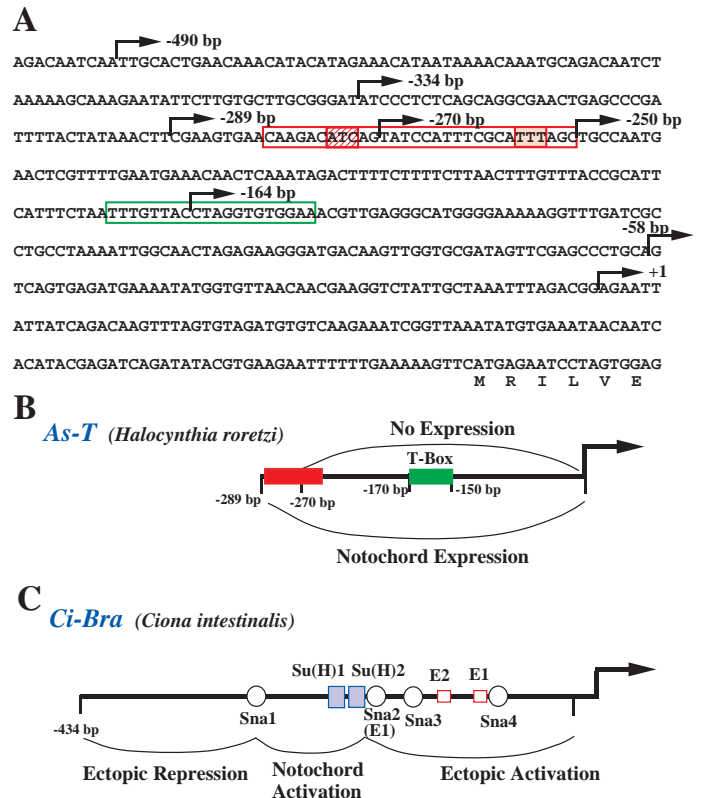 A
-490 bp
AGACAATCAATTGCACTGAACAAACATACATAGAAACATAATAAAACAAATGCAGACAATCT
-334 bp
AAAAAGCAAAGAATATTCTTGTGCTTGCGGGATATCCCTCTCAGCAGGCGAACTGAGCCCGA
-289 bp -270 bp -250 bp
TTTTACTATAAACTTCGAAGTGAACAAGACATCAGTATCCATTTCGCATTTAGCTGCCAATG
AACTCGTTTTGAATGAAACAACTCAAATAGACTTTTCTTTTCTTAACTTTGTTTACCGCATT
-164 bp
CATTTCTAATTTGTTACCTAGGTGTGGAAACGTTGAGGGCATGGGGAAAAAGGTTTGATCGC
-58 bp
CTGCCTAAAATTGGCAACTAGAGAAGGGATGACAAGTTGGTGCGATAGTTCGAGCCCTGCAG
+1
TCAGTGAGATGAAAATATGGTGTTAACAACGAAGGTCTATTGCTAAATTTAGACGGAGAATT
ATTATCAGACAAGTTTAGTGTAGATGTGTCAAGAAATCGGTTAAATATGTGAAATAACAATC
ACATACGAGATCAGATATACGTGAAGAATTTTTTGAAAAAGTTCATGAGAATCCTAGTGGAG
M R I L V E
B
As-T (Halocynthia roretzi)
No Expression
T-Box
-289 bp -270 bp -170 bp -150 bp
Notochord Expression
C
Ci-Bra (Ciona intestinalis)
Su(H)1 Su(H)2 E2 E1
-434 bp Sna1 Sna2 Sna3 Sna4
(E1)
Ectopic Repression Notochord Ectopic Activation
Activation